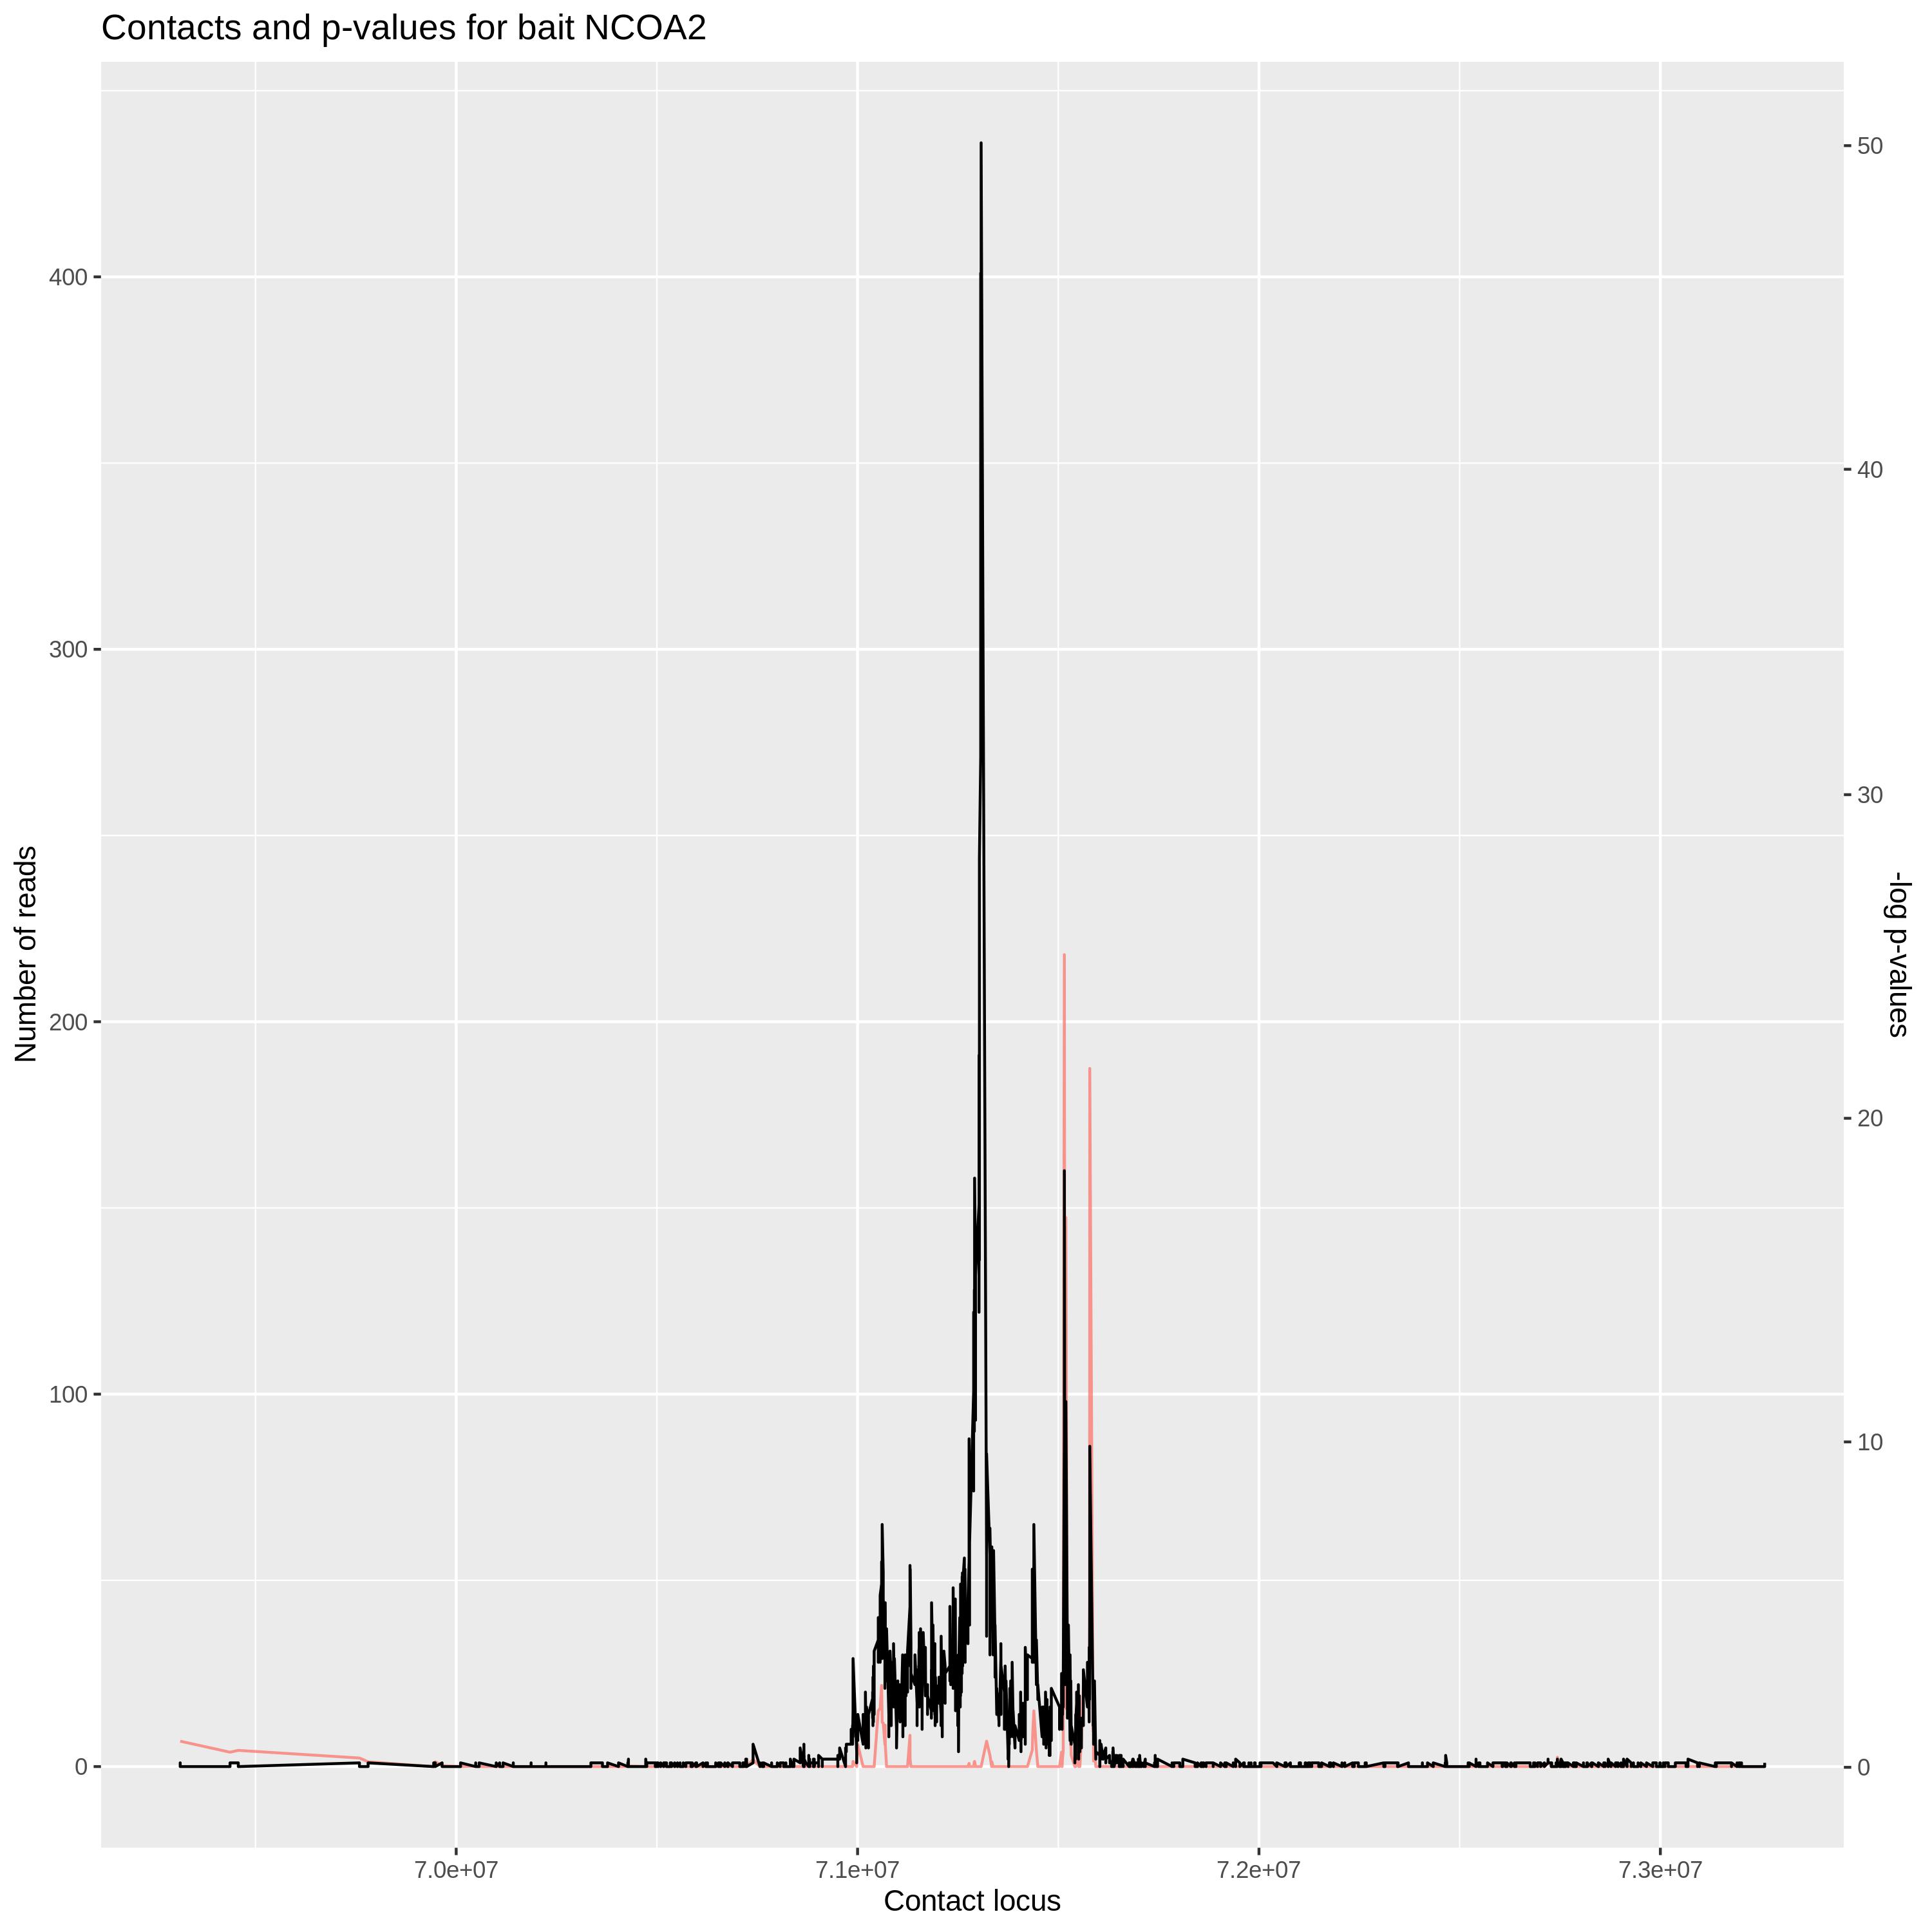 Contacts and p-values for bait NCOA2
Number of reads
400
300
200
100
0
50
40
30
20
10
0
-log p-values
7.0e+07
7.1e+07
7.2e+07
7.3e+07
Contact locus